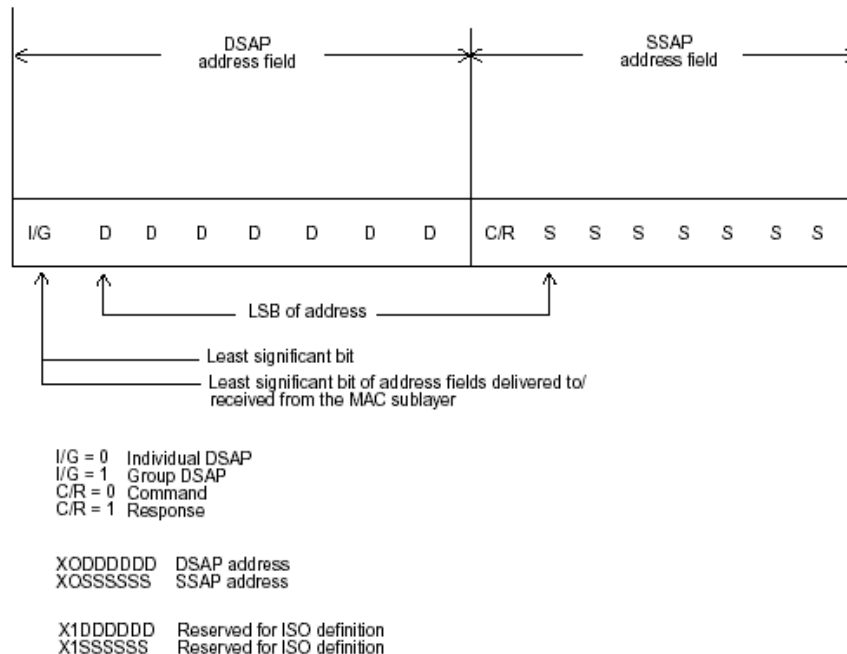 DSAP
address field
SSAP
address field
I/G D D D D D D D C/R S S S S S S S
LSB of address
Least significant bit
Least significant bit of address fields delivered to/
received from the MAC sublayer
I/G = 0 Individual DSAP
I/G = 1 Group DSAP
C/R = 0 Command
C/R = 1 Response
XODDDDDD DSAP address
XOSSSSSS SSAP address
X1DDDDDD Reserved for ISO definition
X1SSSSSS Reserved for ISO definition